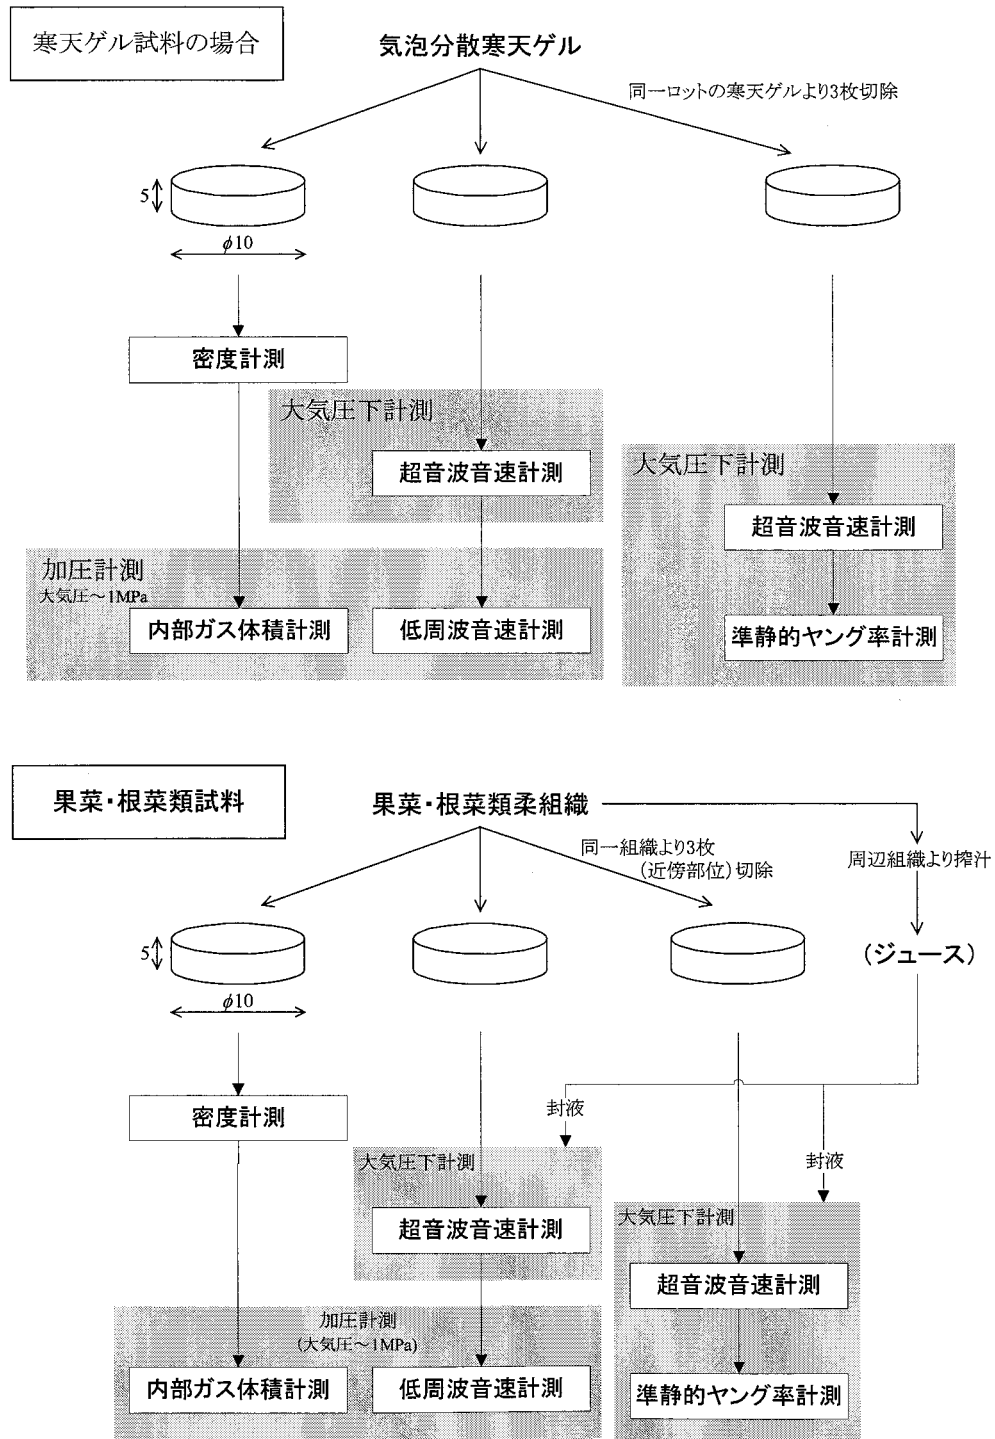 寒天ゲル試料の場合
気泡分散寒天ゲル
同一ロットの寒天ゲルより3枚切除
5
φ10
密度計測
大気圧下計測
超音波音速計測
大気圧下計測
超音波音速計測
加圧計測
大気圧～1MPa
内部ガス体積計測
低周波音速計測
準静的ヤング率計測
果菜・根菜類試料
果菜・根菜類柔組織
同一組織より3枚
（近傍部位）切除
周辺組織より搾汁
5
（ジュース）
φ10
封液
密度計測
大気圧下計測
封液
超音波音速計測
大気圧下計測
超音波音速計測
加圧計測
(大気圧～1MPa)
内部ガス体積計測
低周波音速計測
準静的ヤング率計測